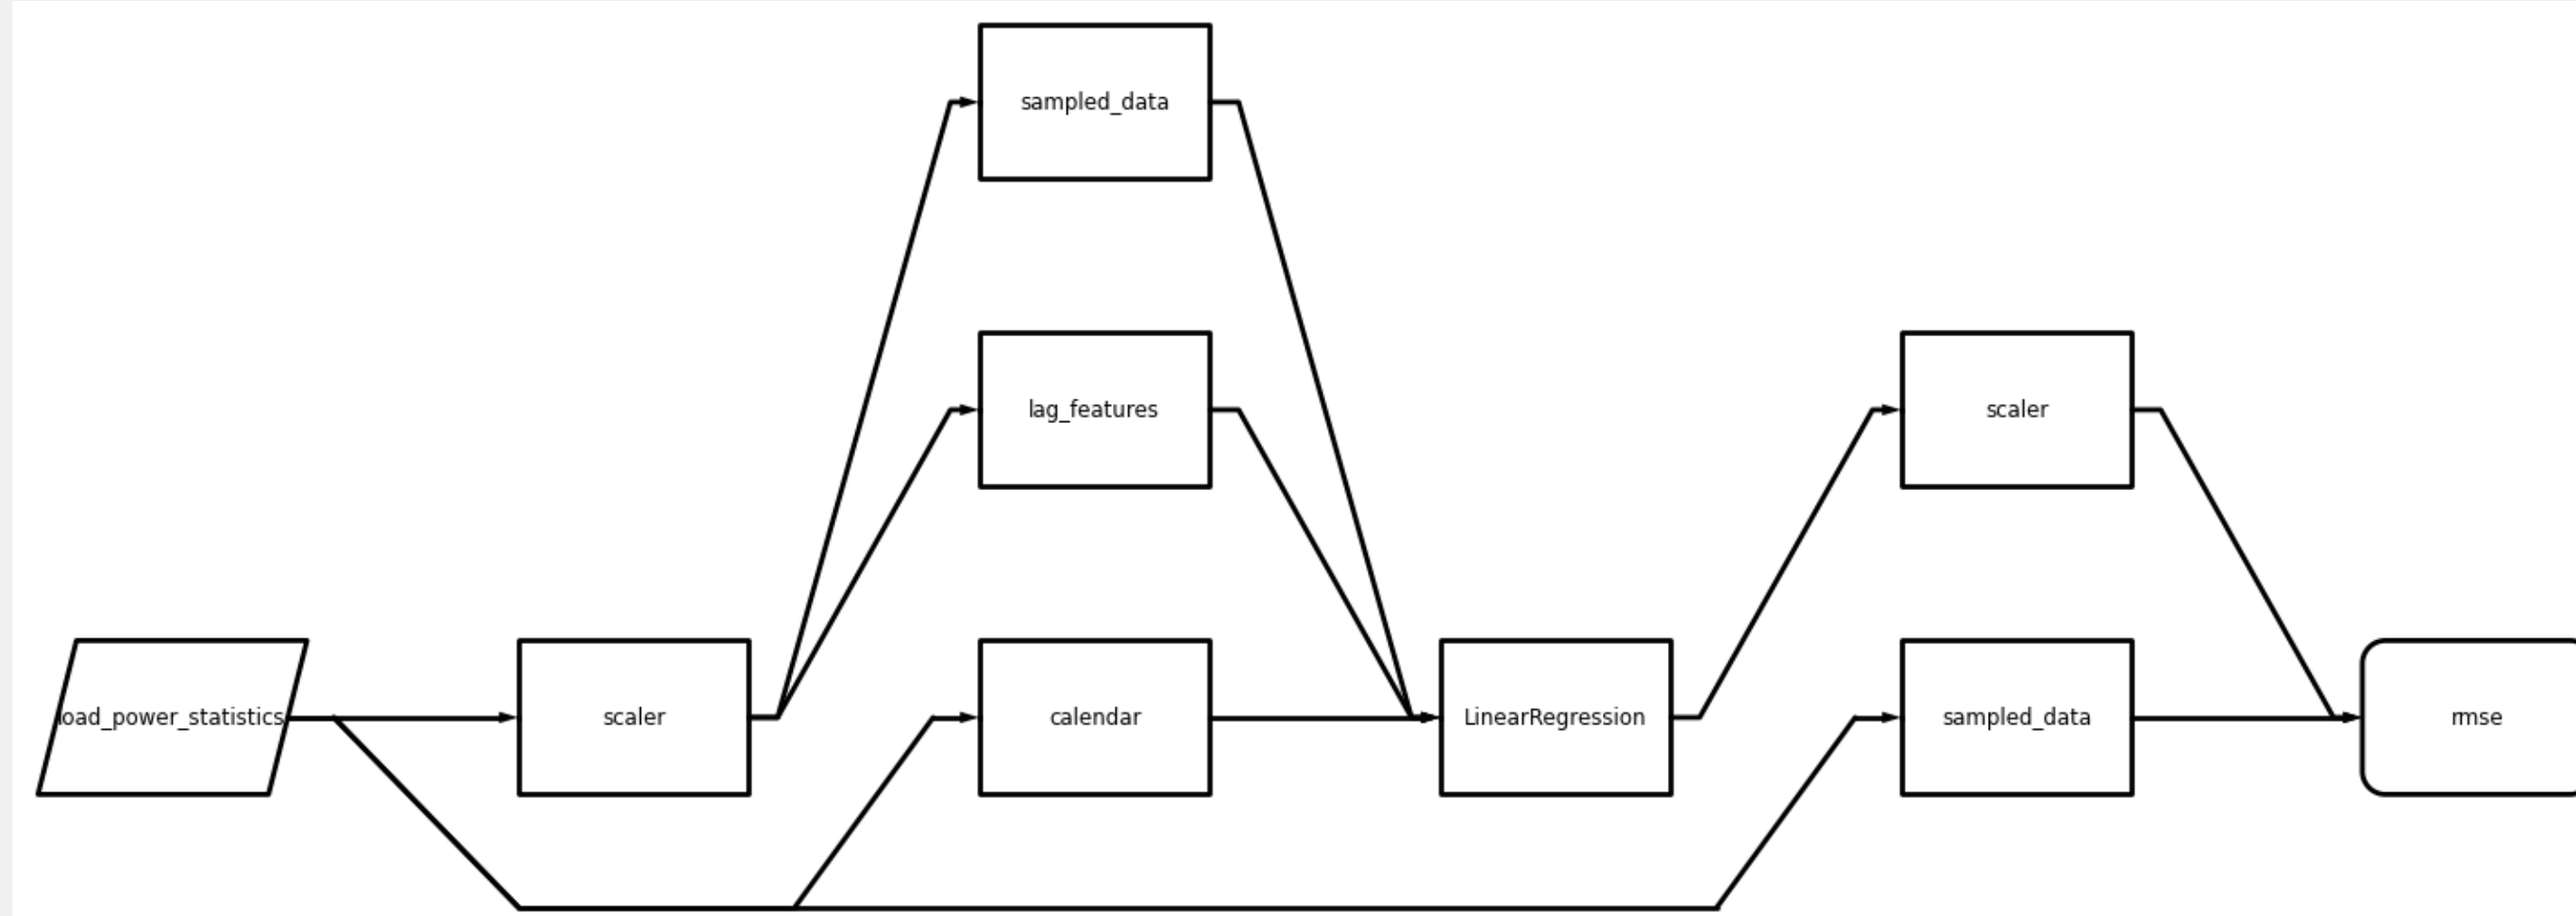 sampled_data
lag_features
scaler
load_power_statistics
scaler
calendar
LinearRegression
sampled_data
rmse